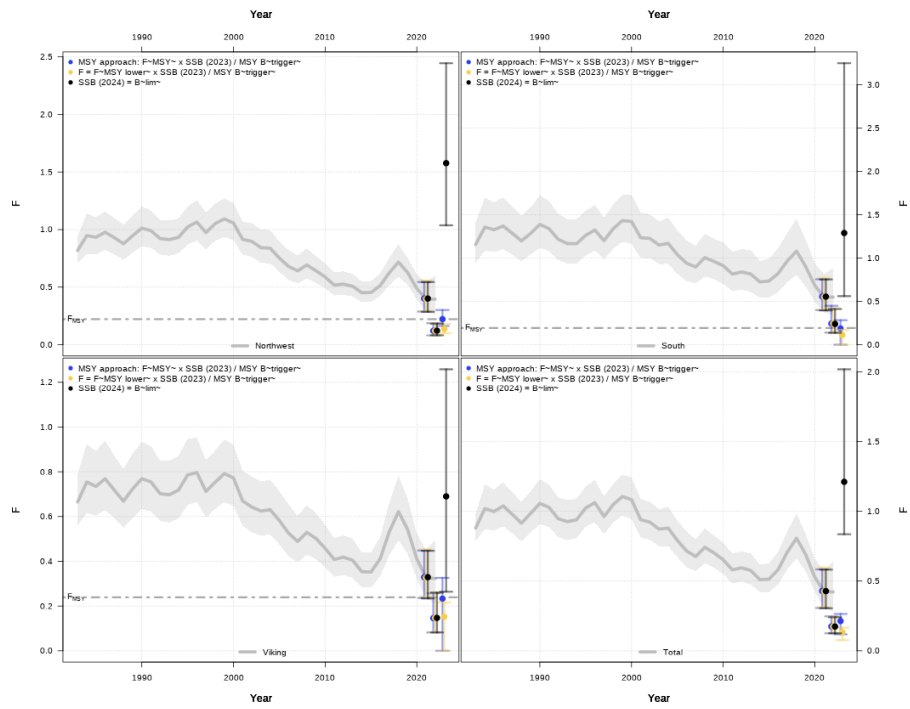 Year Year
1990 2000 2010 2020 1990 2000 2010 2020
MSY approach: F~MSY~ x SSB (2023) / MSY B~trigger~
F = F~MSY lower~ x SSB (2023) / MSY B~trigger~
SSB (2024) = B~lim~
MSY approach: F~MSY~ x SSB (2023) / MSY B~trigger~
F = F~MSY lower~ x SSB (2023) / MSY B~trigger~
SSB (2024) = B~lim~
2.5
2.0
1.5
1.0
0.5
0.0
F
FMSY
Northwest
3.0
2.5
2.0
1.5
1.0
0.5
0.0
F
FMSY
South
MSY approach: F~MSY~ x SSB (2023) / MSY B~trigger~
F = F~MSY lower~ x SSB (2023) / MSY B~trigger~
SSB (2024) = B~lim~
MSY approach: F~MSY~ x SSB (2023) / MSY B~trigger~
F = F~MSY lower~ x SSB (2023) / MSY B~trigger~
SSB (2024) = B~lim~
1.2
1.0
0.8
0.6
0.4
0.2
0.0
F
FMSY
Viking
2.0
1.5
1.0
0.5
0.0
F
Total
1990 2000 2010 2020 1990 2000 2010 2020
Year Year